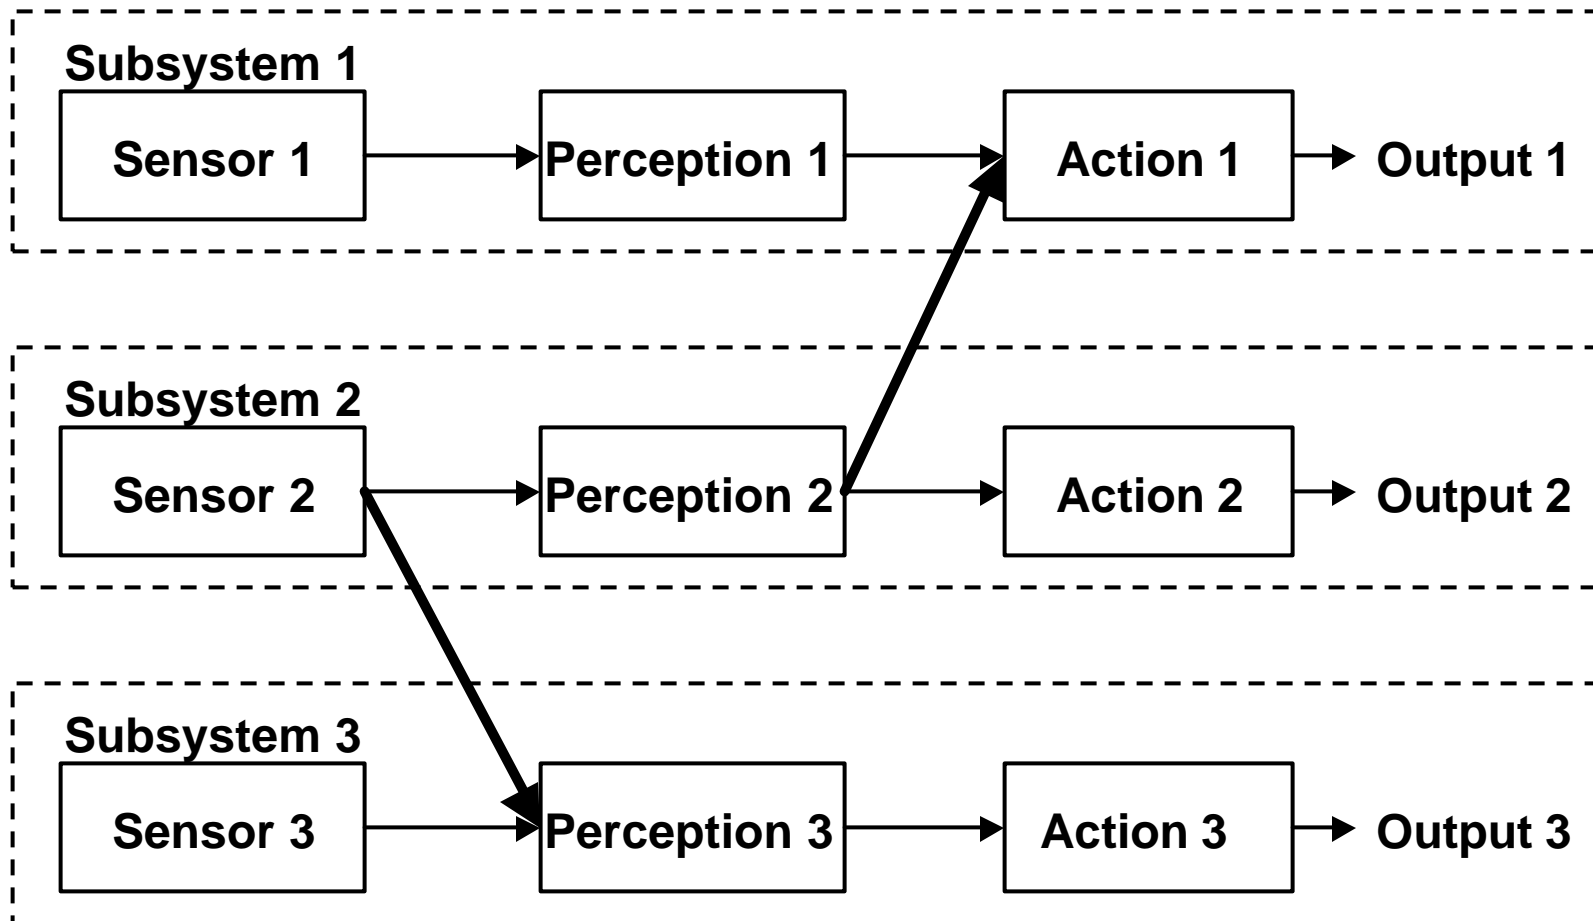 Subsystem 1
Sensor 1
Perception 1
Action 1
Output 1
Subsystem 2
Sensor 2
Perception 2
Action 2
Output 2
Subsystem 3
Sensor 3
Perception 3
Action 3
Output 3